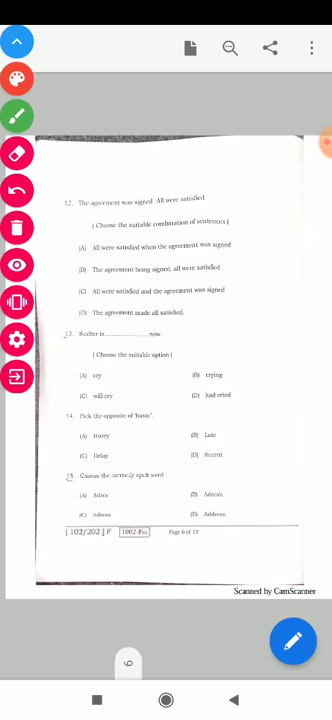 12. The agreement was signed. All were satisfied.
[ Choose the suitable combination of sentences ]
(A) All were satisfied when the agreement was signed
(B) The agreement being signed, all were satisfied
(C) All were satisfied and the agreement was signed
(D) The agreement made all satisfied.
13. Sudhir is .................. now.
[ Choose the suitable option ]
(A) cry (B) crying
(C) will cry (D) had cried
14. Pick the opposite of 'haste'.
(A) Hurry (B) Late
(C) Delay (D) Recent
15. Choose the correctly spelt word :
(A) (B)
(C) (D) Address
[ 102/202 ] F 1002-Fin Page 6 of 12
Scanned by CamScanner
6